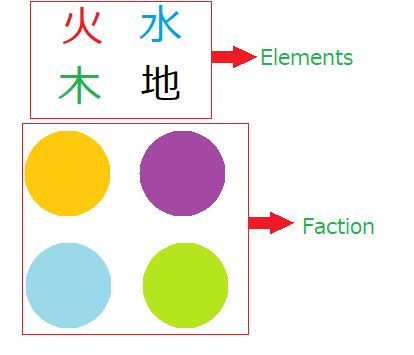 火 水
Elements
木 地
Faction